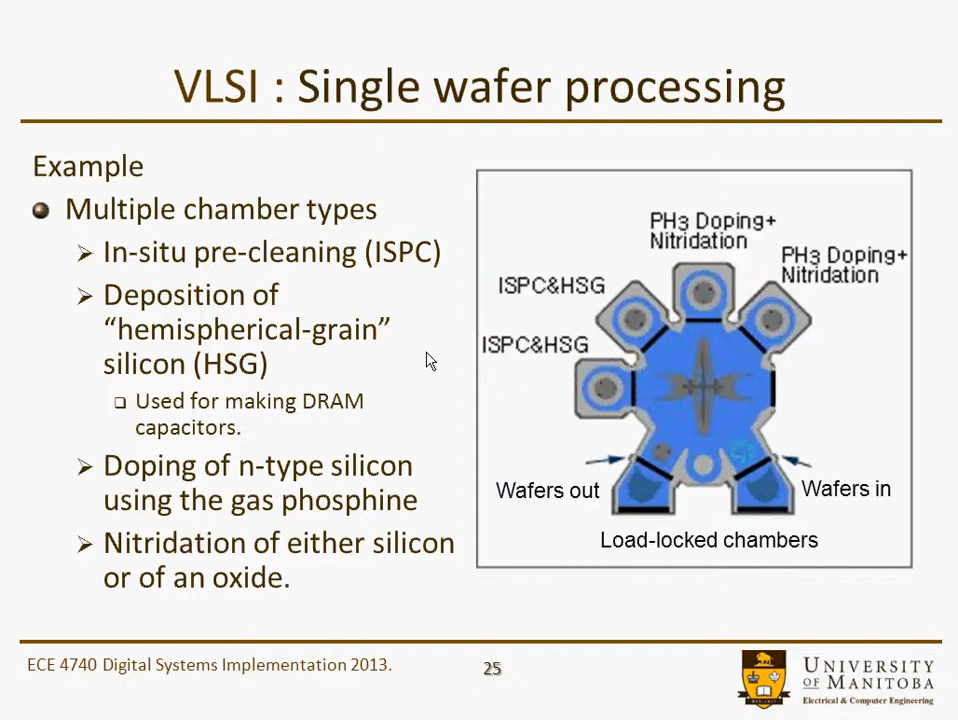 VLSI : Single wafer processing
Example
Multiple chamber types
In-situ pre-cleaning (ISPC)
Deposition of
“hemispherical-grain”
silicon (HSG)
Used for making DRAM
capacitors.
Doping of n-type silicon
using the gas phosphine
Nitridation of either silicon
or of an oxide.
PH3 Doping+
Nitridation
PH3 Doping+
Nitridation
ISPC&HSG
ISPC&HSG
Wafers out
Wafers in
Load-locked chambers
ECE 4740 Digital Systems Implementation 2013.
25
UNIVERSITY
OF MANITOBA
Electrical & Computer Engineering